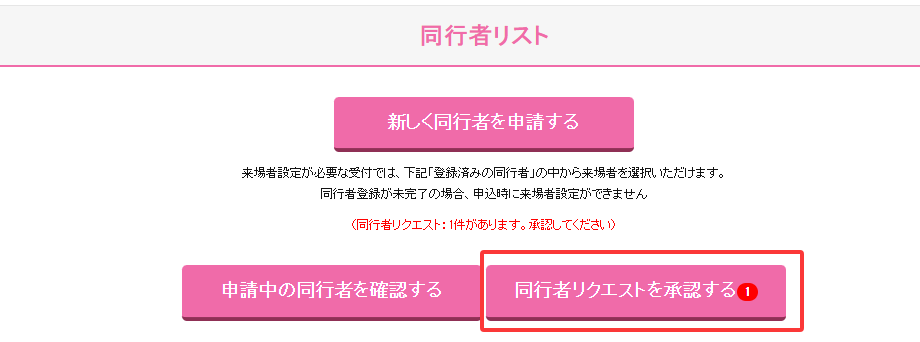 同行者リスト
新しく同行者を申請する
来場者設定が必要な受付では、下記「登録済みの同行者」の中から来場者を選択いただけます。
同行者登録が未完了の場合、申込時に来場者設定ができません
（同行者リクエスト：1件があります。承認してください）
申請中の同行者を確認する
同行者リクエストを承認する 1